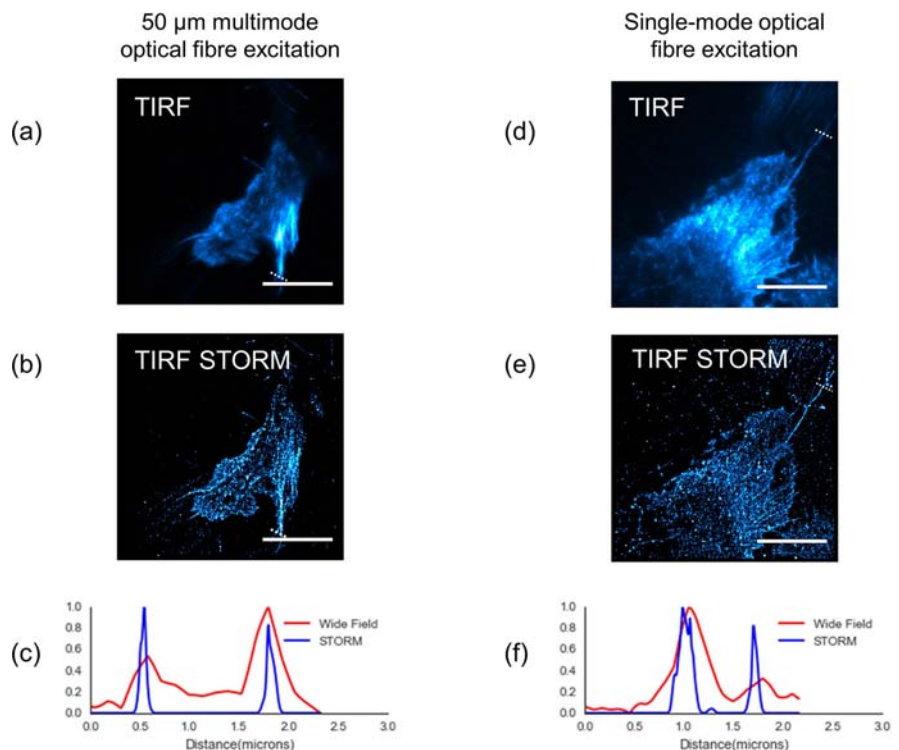 50 µm multimode
optical fibre excitation
Single-mode optical
fibre excitation
(a)
TIRF
(d)
TIRF
(b)
TIRF STORM
(e)
TIRF STORM
(c)
1.0
0.8
0.6
0.4
0.2
0.0
0.0
0.5
1.0
1.5
2.0
2.5
3.0
Distance(microns)
Wide Field
STORM
(f)
1.0
0.8
0.6
0.4
0.2
0.0
0.0
0.5
1.0
1.5
2.0
2.5
3.0
Distance(microns)
Wide Field
STORM